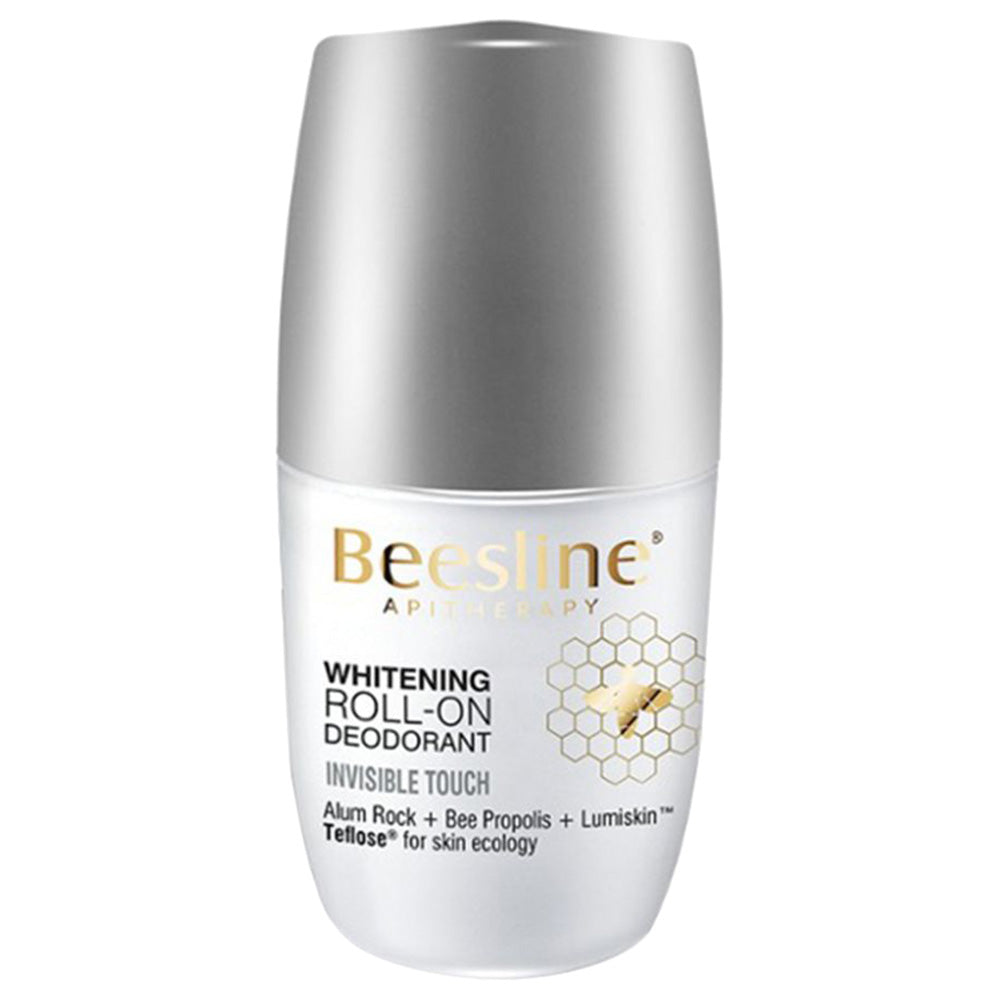 Beesline®
APITHERAPY
WHITENING
ROLL-ON
DEODORANT
INVISIBLE TOUCH
Alum Rock + Bee Propolis + Lumiskin™
Teflose® for skin ecology